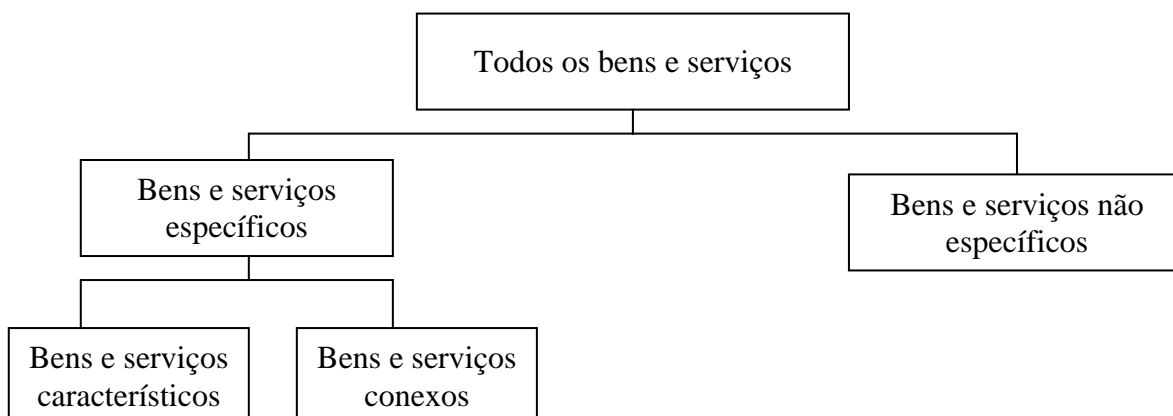 Todos os bens e serviços
Bens e serviços
específicos
Bens e serviços não
específicos
Bens e serviços
característicos
Bens e serviços
conexos